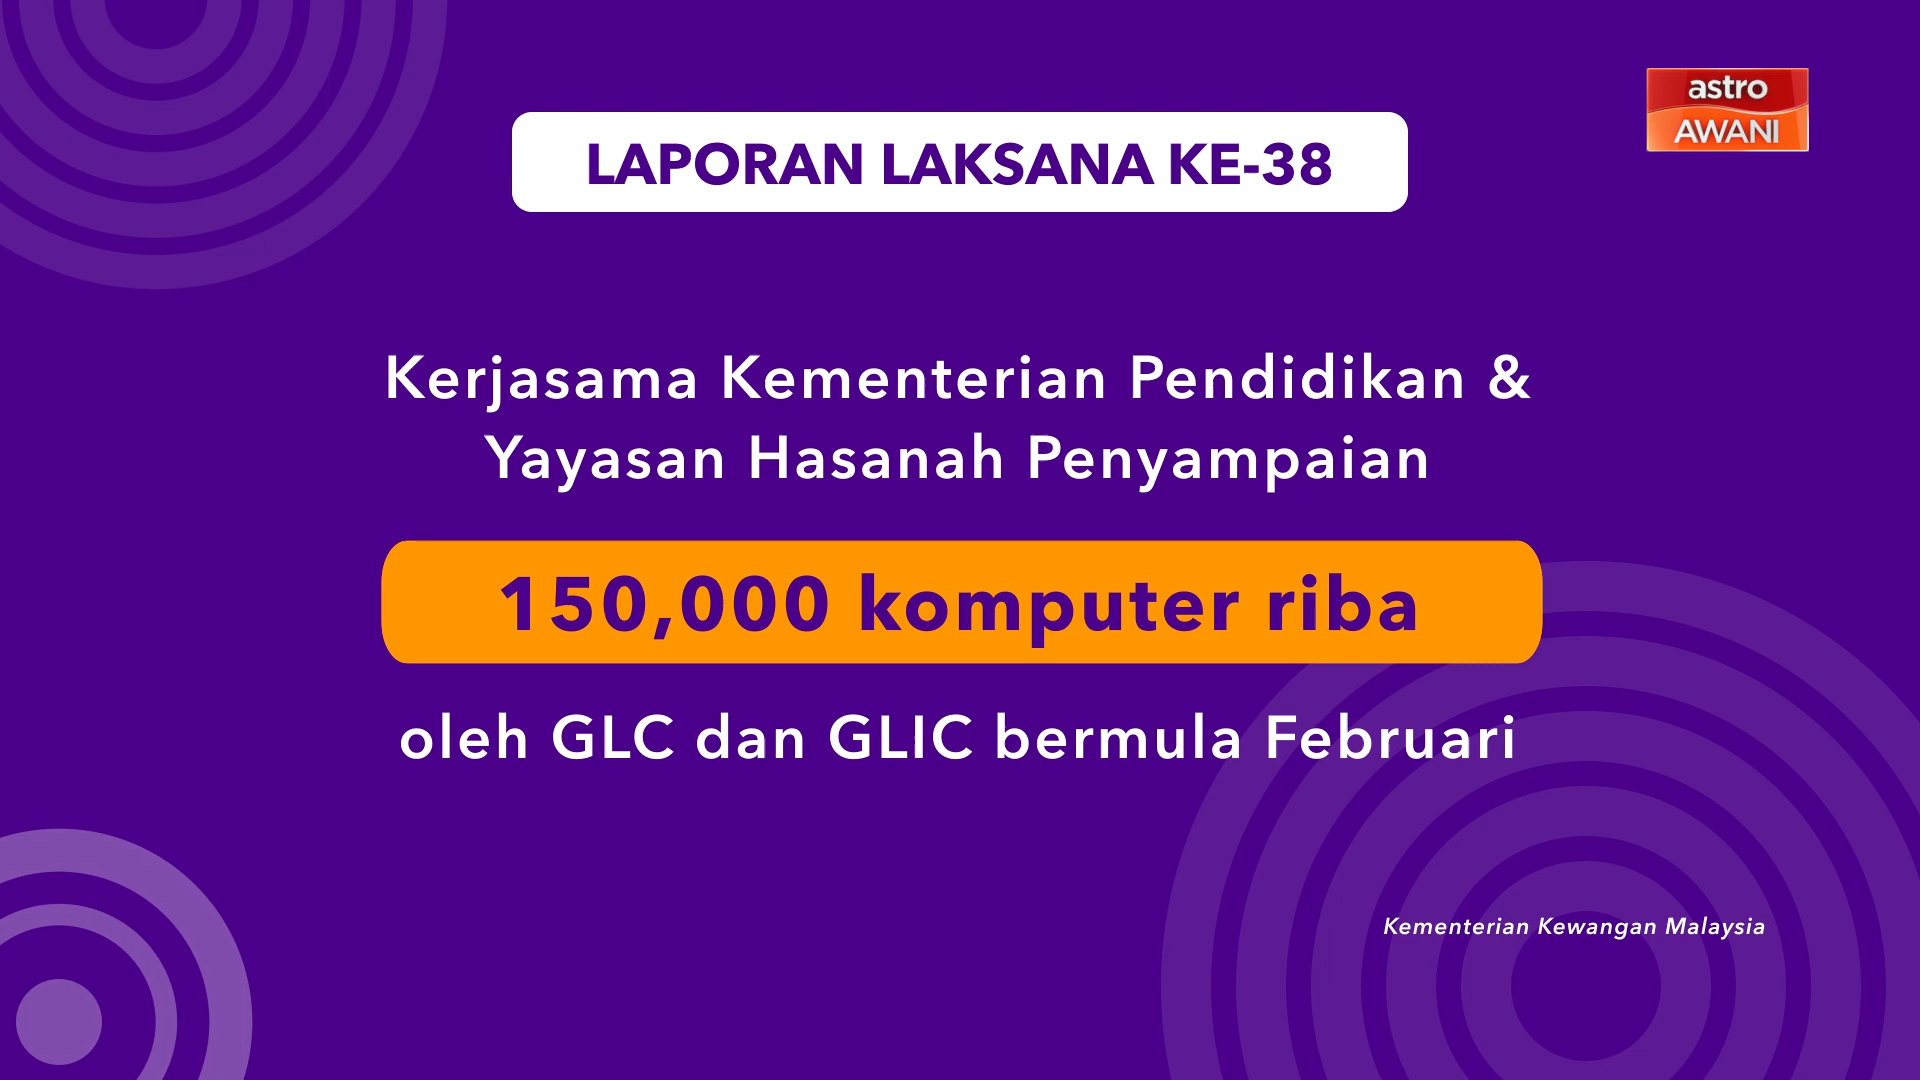 astro
AWANI
LAPORAN LAKSANA KE-38
Kerjasama Kementerian Pendidikan &
Yayasan Hasanah Penyampaian
150,000 komputer riba
oleh GLC dan GLIC bermula Februari
Kementerian Kewangan Malaysia